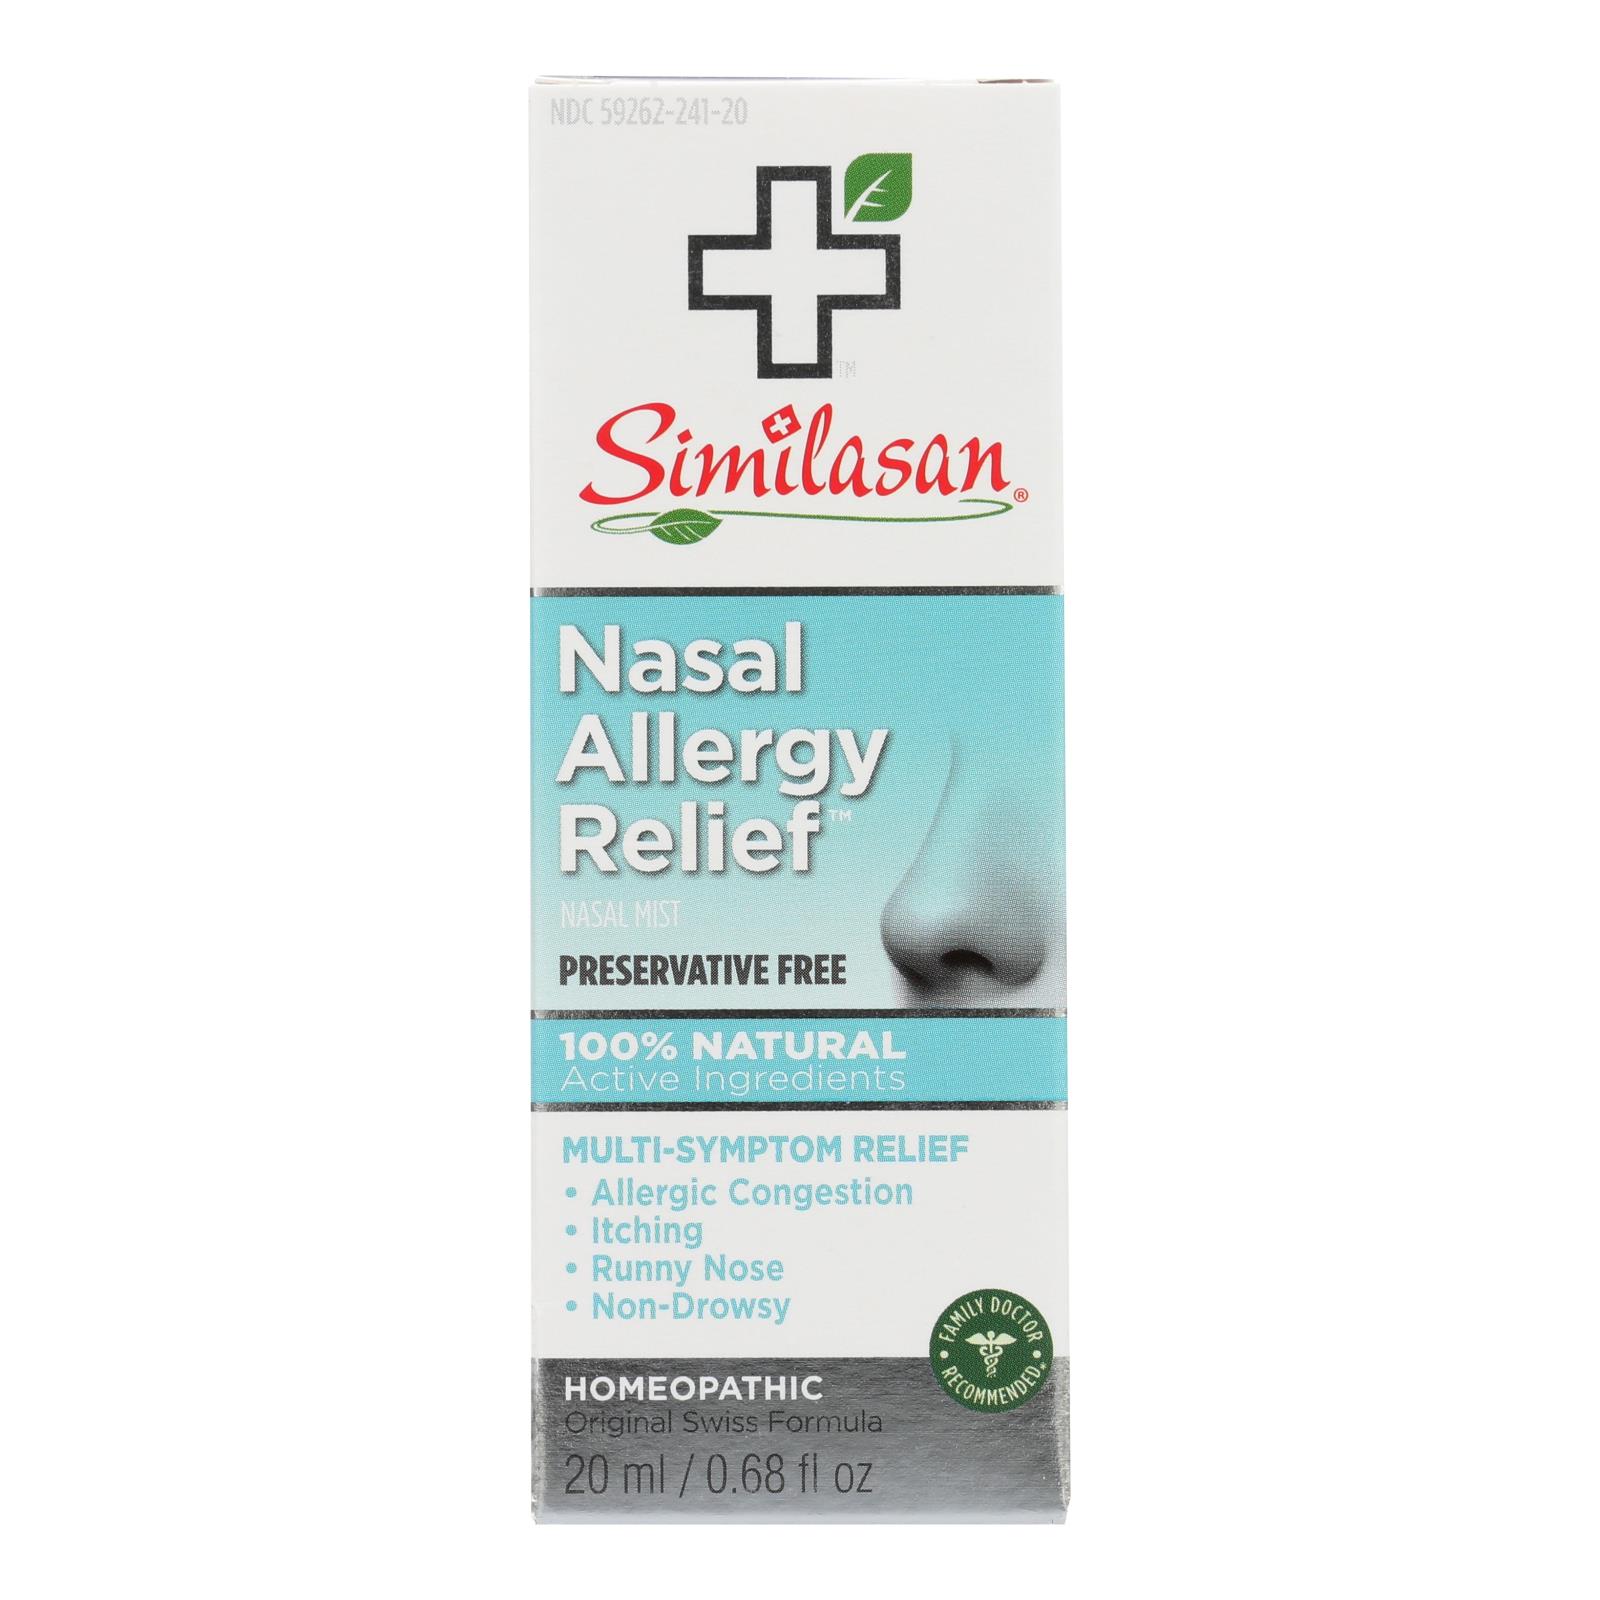 NDC 59262-241-20
TM
Similasan®
Nasal
Allergy
Relief™
NASAL MIST
PRESERVATIVE FREE
100% NATURAL
Active Ingredients
MULTI-SYMPTOM RELIEF
• Allergic Congestion
• Itching
• Runny Nose
• Non-Drowsy
• FAMILY DOCTOR •
RECOMMENDED*
HOMEOPATHIC
Original Swiss Formula
20 ml / 0.68 fl oz